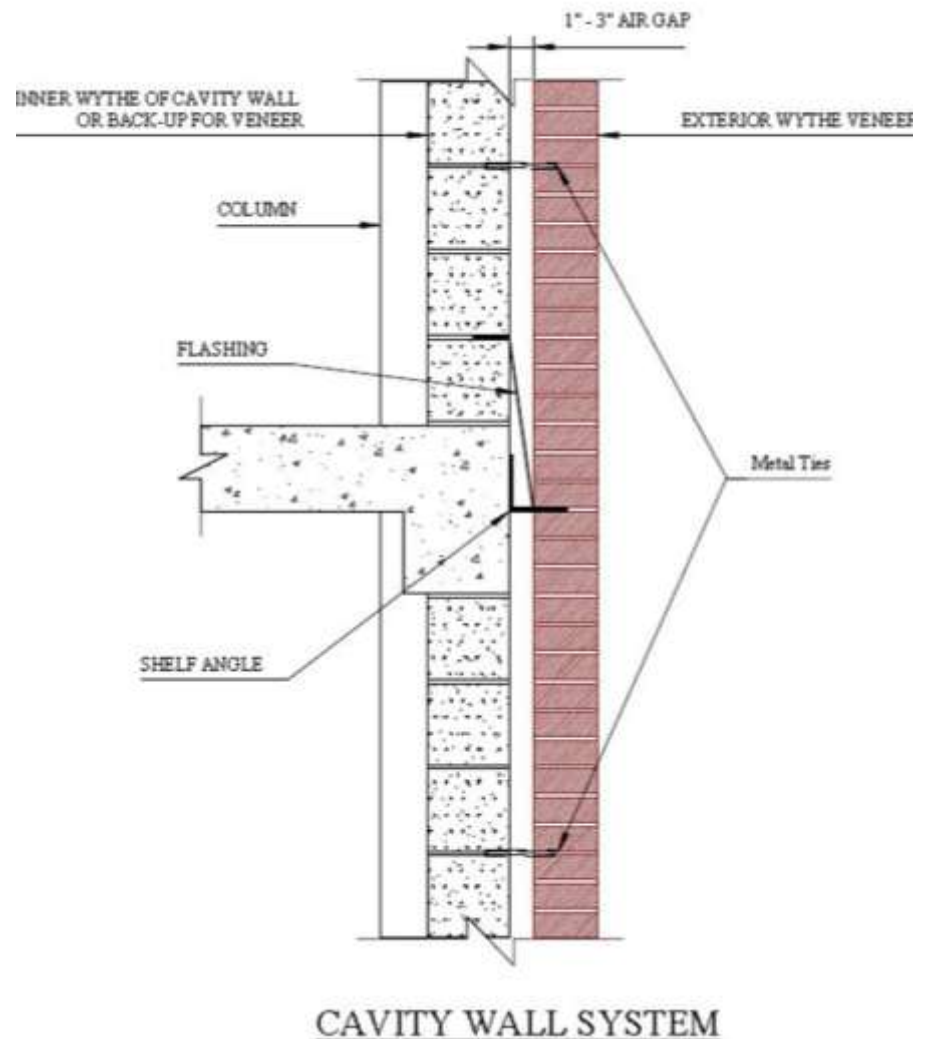 1" - 3" AIR GAP
INNER WYTHE OF CAVITY WALL
OR BACK-UP FOR VENEER
EXTERIOR WYTHE VENEER
COLUMN
FLASHING
Metal Ties
SHELF ANGLE
CAVITY WALL SYSTEM